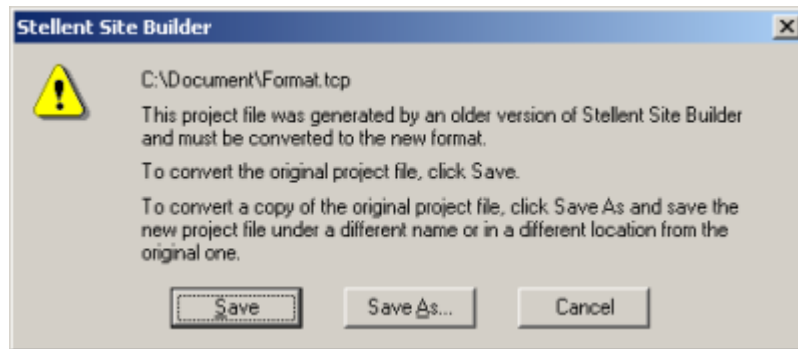 Stellent Site Builder
C:\Document\Format.tcp
This project file was generated by an older version of Stellent Site Builder
and must be converted to the new format.
To convert the original project file, click Save.
To convert a copy of the original project file, click Save As and save the
new project file under a different name or in a different location from the
original one.
Save
Save As...
Cancel